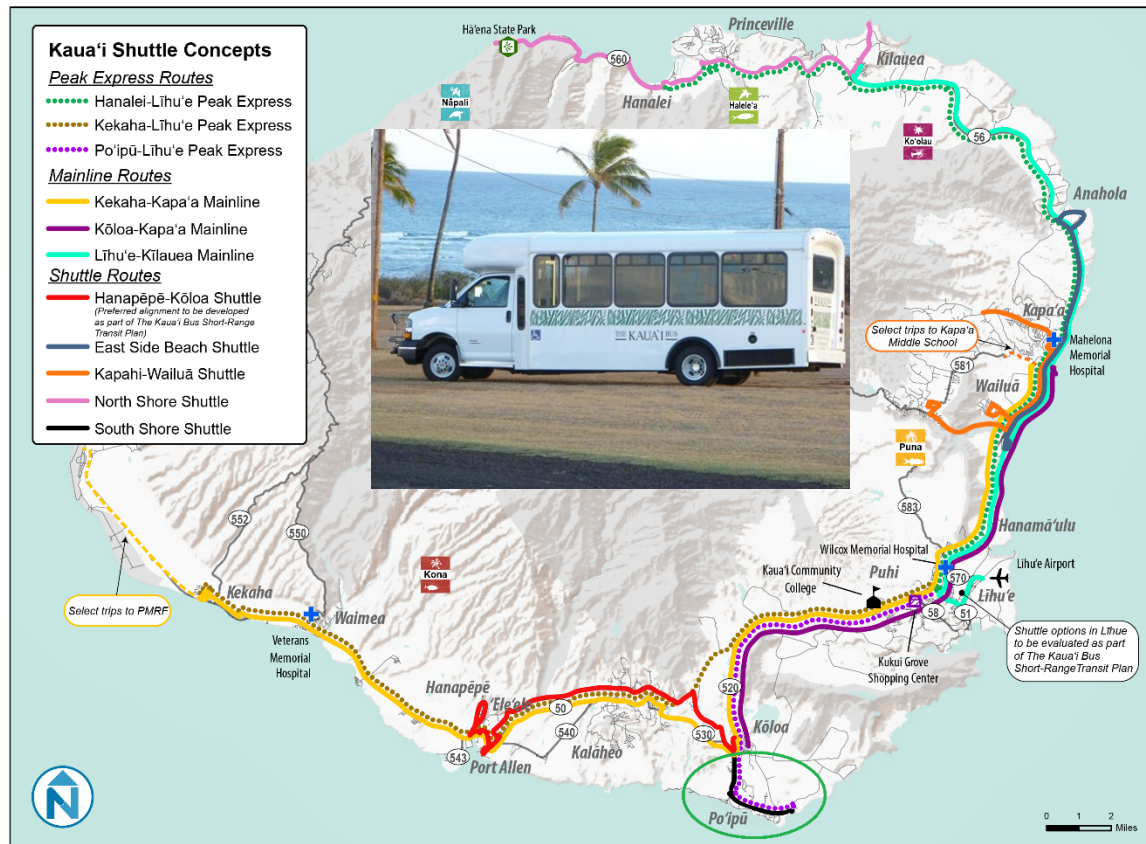 Kaua‘i Shuttle Concepts
Peak Express Routes
Hanalei-Līhu‘e Peak Express
Kekaha-Līhu‘e Peak Express
Po‘ipū-Līhu‘e Peak Express
Mainline Routes
Kekaha-Kapa‘a Mainline
Kōloa-Kapa‘a Mainline
Līhu‘e-Kīlauea Mainline
Shuttle Routes
Hanapēpē-Kōloa Shuttle
(Preferred alignment to be developed
as part of The Kaua‘i Bus Short-Range
Transit Plan)
East Side Beach Shuttle
Kapahi-Wailuā Shuttle
North Shore Shuttle
South Shore Shuttle
Hā‘ena State Park
Princeville
560
Kīlauea
Hanalei
Nāpali
Halele‘a
Ko‘olau
56
Anahola
Kapa‘a
Select trips to Kapa‘a
Middle School
Mahelona
Memorial
Hospital
581
Wailuā
Puna
THE KAUA‘I BUS
583
Hanamā‘ulu
Wilcox Memorial Hospital
Līhu‘e Airport
Kaua‘i Community
College
Puhi
570
Līhu‘e
58
51
Shuttle options in Līhue
to be evaluated as part
of The Kaua‘i Bus
Short-RangeTransit Plan
Kukui Grove
Shopping Center
552
550
Kona
Kekaha
Select trips to PMRF
Waimea
Veterans
Memorial
Hospital
Hanapēpē
‘Ele‘ele
50
520
540
530
Kōloa
543
Kalāheo
Port Allen
Po‘ipū
N
0 1 2
Miles